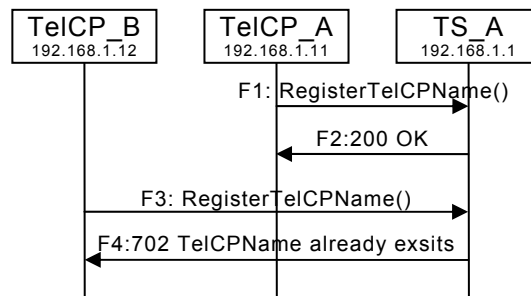 TelCP_B
192.168.1.12
TelCP_A
192.168.1.11
TS_A
192.168.1.1
F1: RegisterTelCPName()
F2:200 OK
F3: RegisterTelCPName()
F4:702 TelCPName already exsits